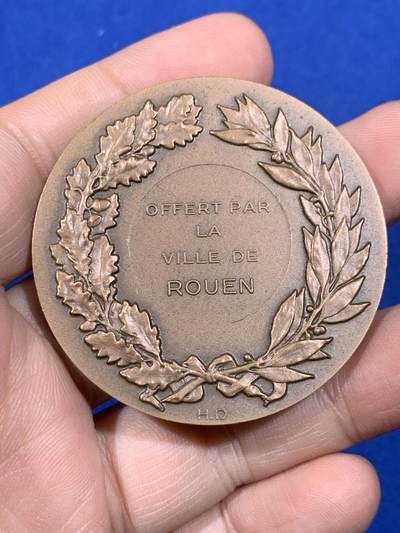 OFFERT PAR
LA
VILLE DE
ROUEN
H.D